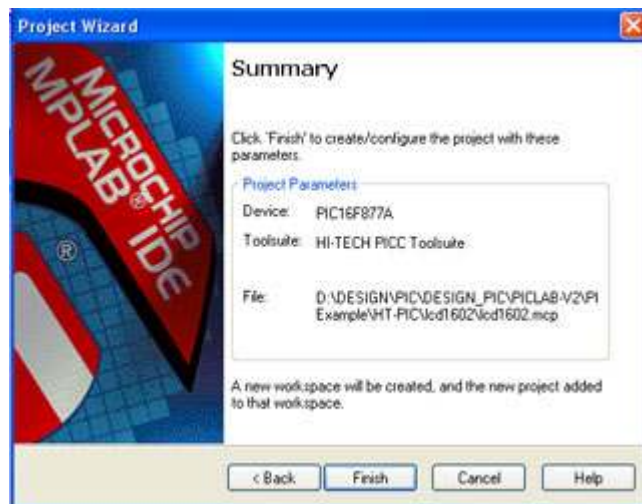 Project Wizard
MICROCHIP
MPLAB® IDE
®
Summary
Click 'Finish' to create/configure the project with these
parameters.
Project Parameters
Device: PIC16F877A
Toolsuite: HI-TECH PICC Toolsuite
File: D:\DESIGN\PIC\DESIGN_PIC\PICLAB-V2\PI
Example\HT-PIC\lcd1602\lcd1602.mcp
A new workspace will be created, and the new project added
to that workspace.
< Back Finish Cancel Help